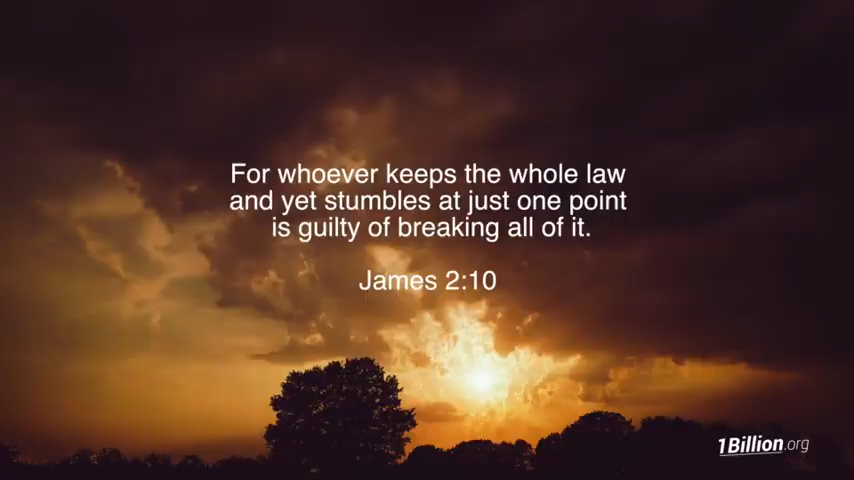 For whoever keeps the whole law
and yet stumbles at just one point
is guilty of breaking all of it.
James 2:10
1Billion.org